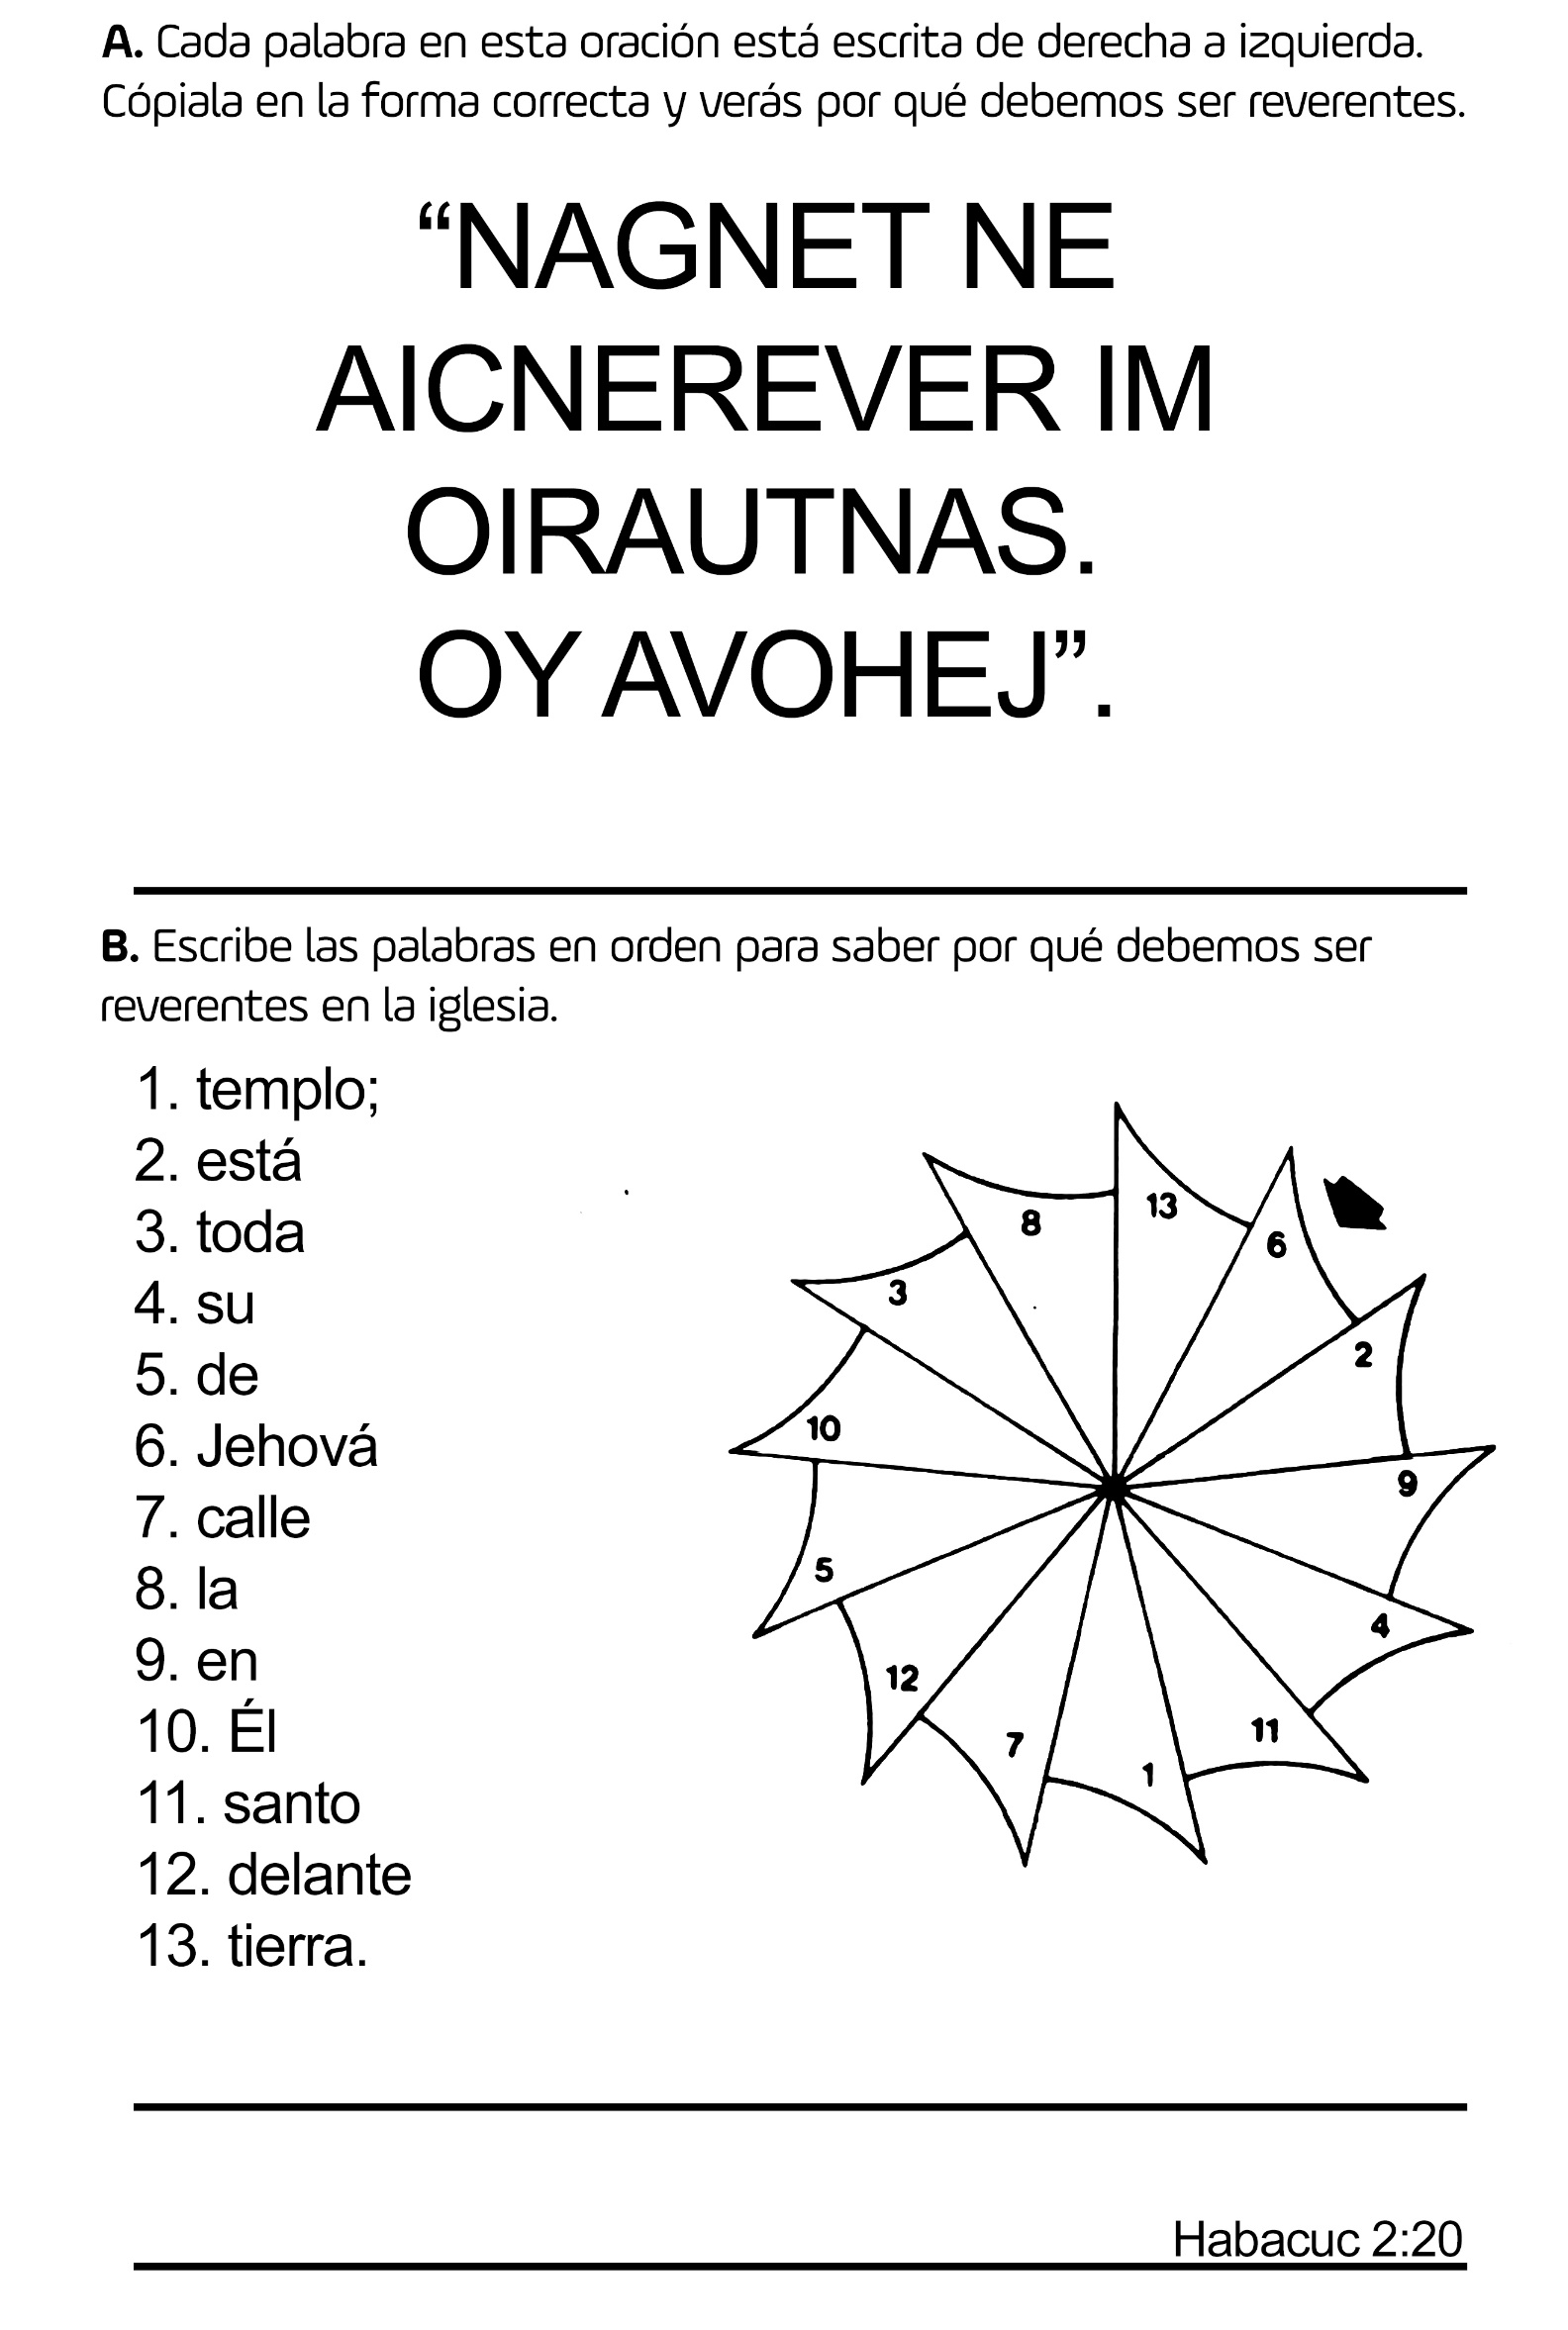 A. Cada palabra en esta oración está escrita de derecha a izquierda.
Cópiala en la forma correcta y verás por qué debemos ser reverentes.
“NAGNET NE
AICNEREVER IM
OIRAUTNAS.
OY AVOHEJ”.
B. Escribe las palabras en orden para saber por qué debemos ser
reverentes en la iglesia.
1. templo;
2. está
3. toda
4. su
5. de
6. Jehová
7. calle
8. la
9. en
10. Él
11. santo
12. delante
13. tierra.
13
6
2
9
4
11
1
7
12
5
10
3
8
Habacuc 2:20